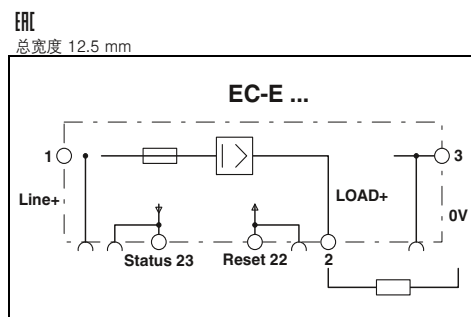 EAC
总宽度 12.5 mm
EC-E ...
1
3
Line+
LOAD+
0V
Status 23
Reset 22
2